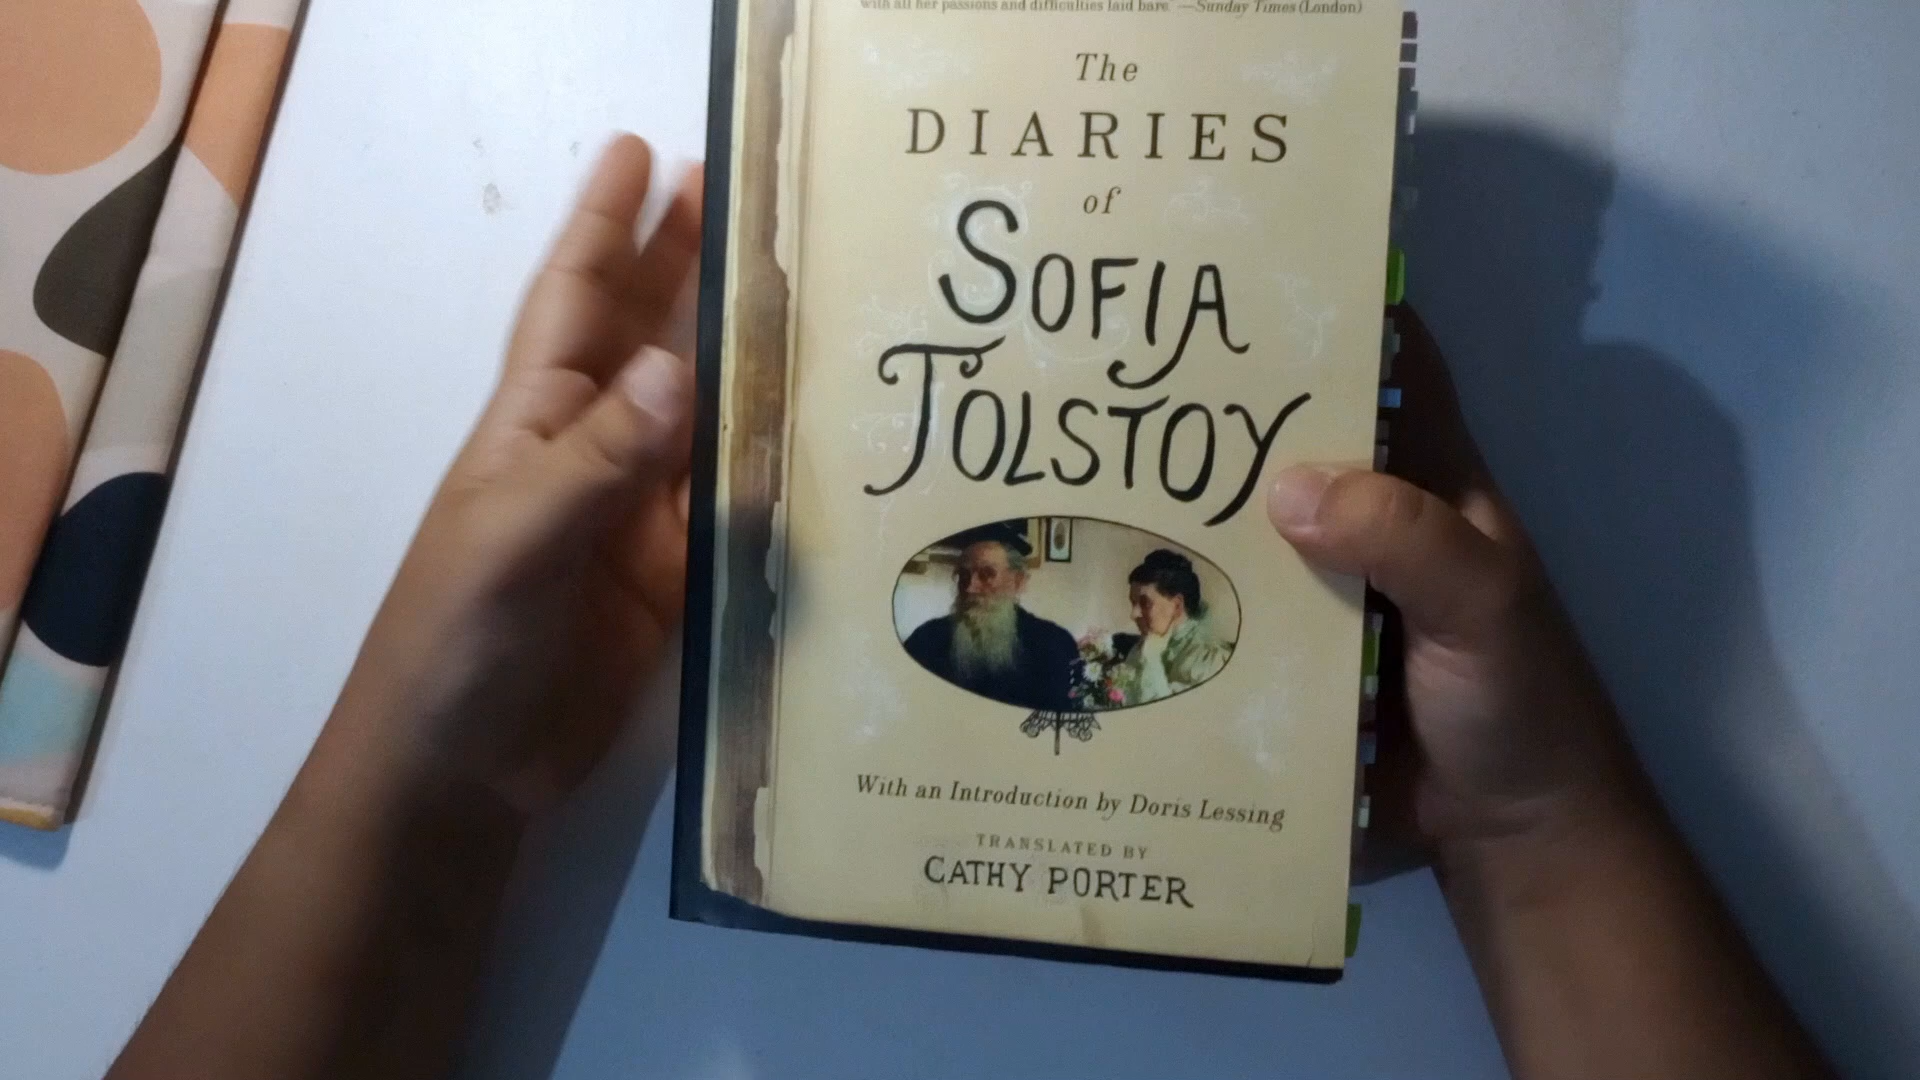 with all her passions and difficulties laid bare." —Sunday Times (London)
The
DIARIES
of
SOFIA
TOLSTOY
With an Introduction by Doris Lessing
TRANSLATED BY
CATHY PORTER